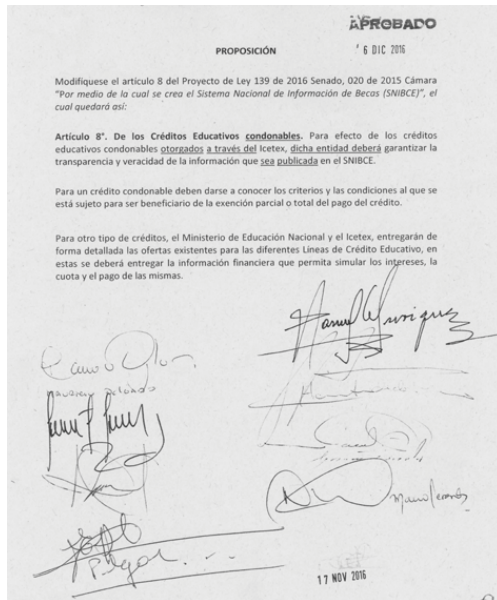 APROBADO
6 DIC 2016
PROPOSICIÓN
Modifíquese el artículo 8 del Proyecto de Ley 139 de 2016 Senado, 020 de 2015 Cámara
"Por medio de la cual se crea el Sistema Nacional de Información de Becas (SNIBCE)", el
cual quedará así:
Artículo 8°. De los Créditos Educativos condonables. Para efecto de los créditos
educativos condonables otorgados a través del Icetex, dicha entidad deberá garantizar la
transparencia y veracidad de la información que sea publicada en el SNIBCE.
Para un crédito condonable deben darse a conocer los criterios y las condiciones al que se
está sujeto para ser beneficiario de la exención parcial o total del pago del crédito.
Para otro tipo de créditos, el Ministerio de Educación Nacional y el Icetex, entregarán de
forma detallada las ofertas existentes para las diferentes Líneas de Crédito Educativo, en
estas se deberá entregar la información financiera que permita simular los intereses, la
cuota y el pago de las mismas.
17 NOV 2016